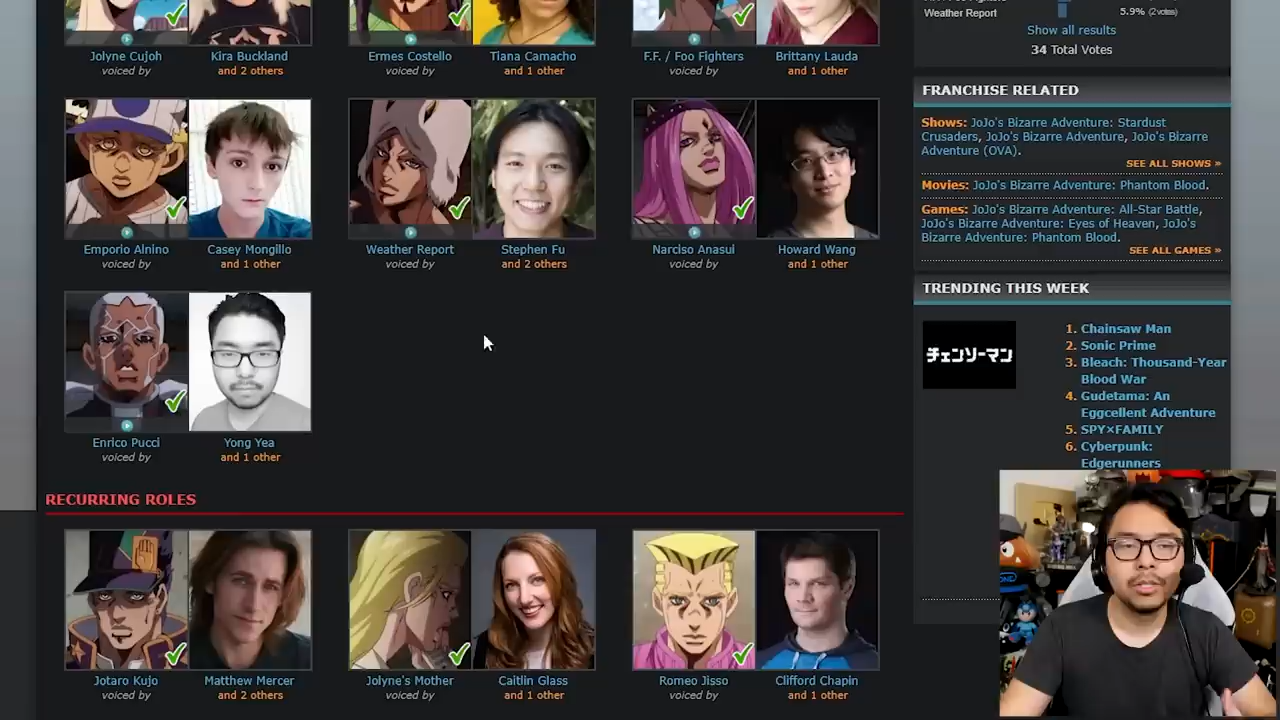 Jolyne Cujoh
voiced by
Kira Buckland
and 2 others
Ermes Costello
voiced by
Tiana Camacho
and 1 other
F.F. / Foo Fighters
voiced by
Brittany Lauda
and 1 other
Emporio Alnino
voiced by
Casey Mongillo
and 1 other
Weather Report
voiced by
Stephen Fu
and 2 others
Narciso Anasui
voiced by
Howard Wang
and 1 other
Enrico Pucci
voiced by
Yong Yea
and 1 other
RECURRING ROLES
Jotaro Kujo
voiced by
Matthew Mercer
and 2 others
Jolyne's Mother
voiced by
Caitlin Glass
and 1 other
Romeo Jisso
voiced by
Clifford Chapin
and 1 other
Weather Report
5.9% (2 votes)
Show all results
34 Total Votes
FRANCHISE RELATED
Shows: JoJo's Bizarre Adventure: Stardust
Crusaders, JoJo's Bizarre Adventure, JoJo's Bizarre
Adventure (OVA).
SEE ALL SHOWS »
Movies: JoJo's Bizarre Adventure: Phantom Blood.
Games: JoJo's Bizarre Adventure: All-Star Battle,
JoJo's Bizarre Adventure: Eyes of Heaven, JoJo's
Bizarre Adventure: Phantom Blood.
SEE ALL GAMES »
TRENDING THIS WEEK
チェンソーマン
1. Chainsaw Man
2. Sonic Prime
3. Bleach: Thousand-Year
Blood War
4. Gudetama: An
Eggcellent Adventure
5. SPY×FAMILY
6. Cyberpunk:
Edgerunners